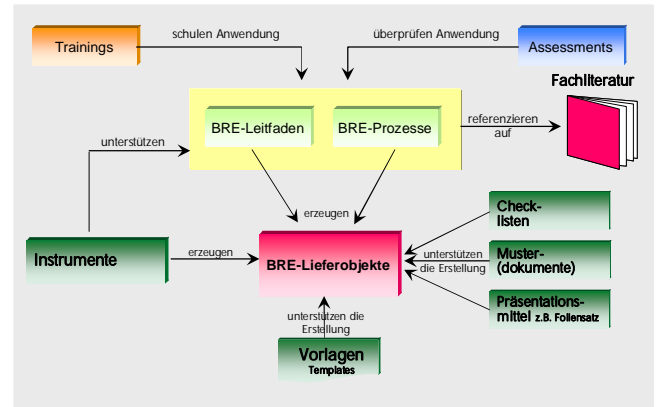 schulen Anwendung
überprüfen Anwendung
Trainings
Assessments
Fachliteratur
BRE-Leitfaden
BRE-Prozesse
referenzieren
auf
unterstützen
erzeugen
Check-
listen
Instrumente
erzeugen
BRE-Lieferobjekte
unterstützen
die Erstellung
Muster-
(dokumente)
Präsentations-
mittel z.B. Foliensatz
unterstützen die
Erstellung
Vorlagen
Templates